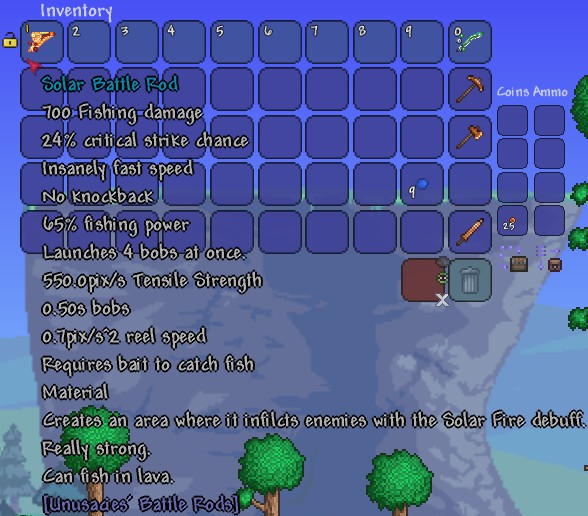 Inventory
1 2 3 4 5 6 7 8 9 0
Solar Battle Rod
Coins Ammo
700 Fishing damage
24% critical strike chance
Insanely fast speed
9
No knockback
65% fishing power
25
Launches 4 bobs at once.
550.0pix/s Tensile Strength
0.50s bobs
X
0.7pix/s^2 reel speed
Requires bait to catch fish
Material
Creates an area where it infilcts enemies with the Solar Fire debuff.
Really strong.
Can fish in lava.
[Unusacies' Battle Rods]